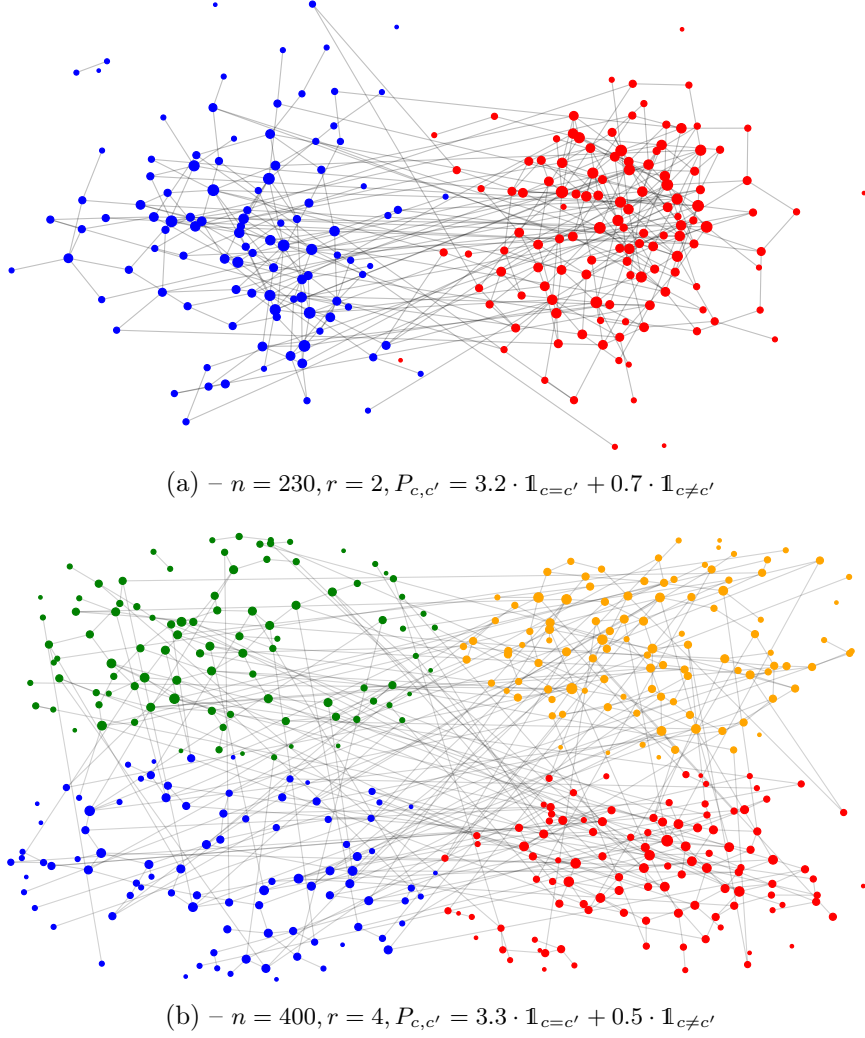 (a) – n = 230, r = 2, P_{c,c′} = 3.2 · 𝟙_{c=c′} + 0.7 · 𝟙_{c≠c′}
(b) – n = 400, r = 4, P_{c,c′} = 3.3 · 𝟙_{c=c′} + 0.5 · 𝟙_{c≠c′}